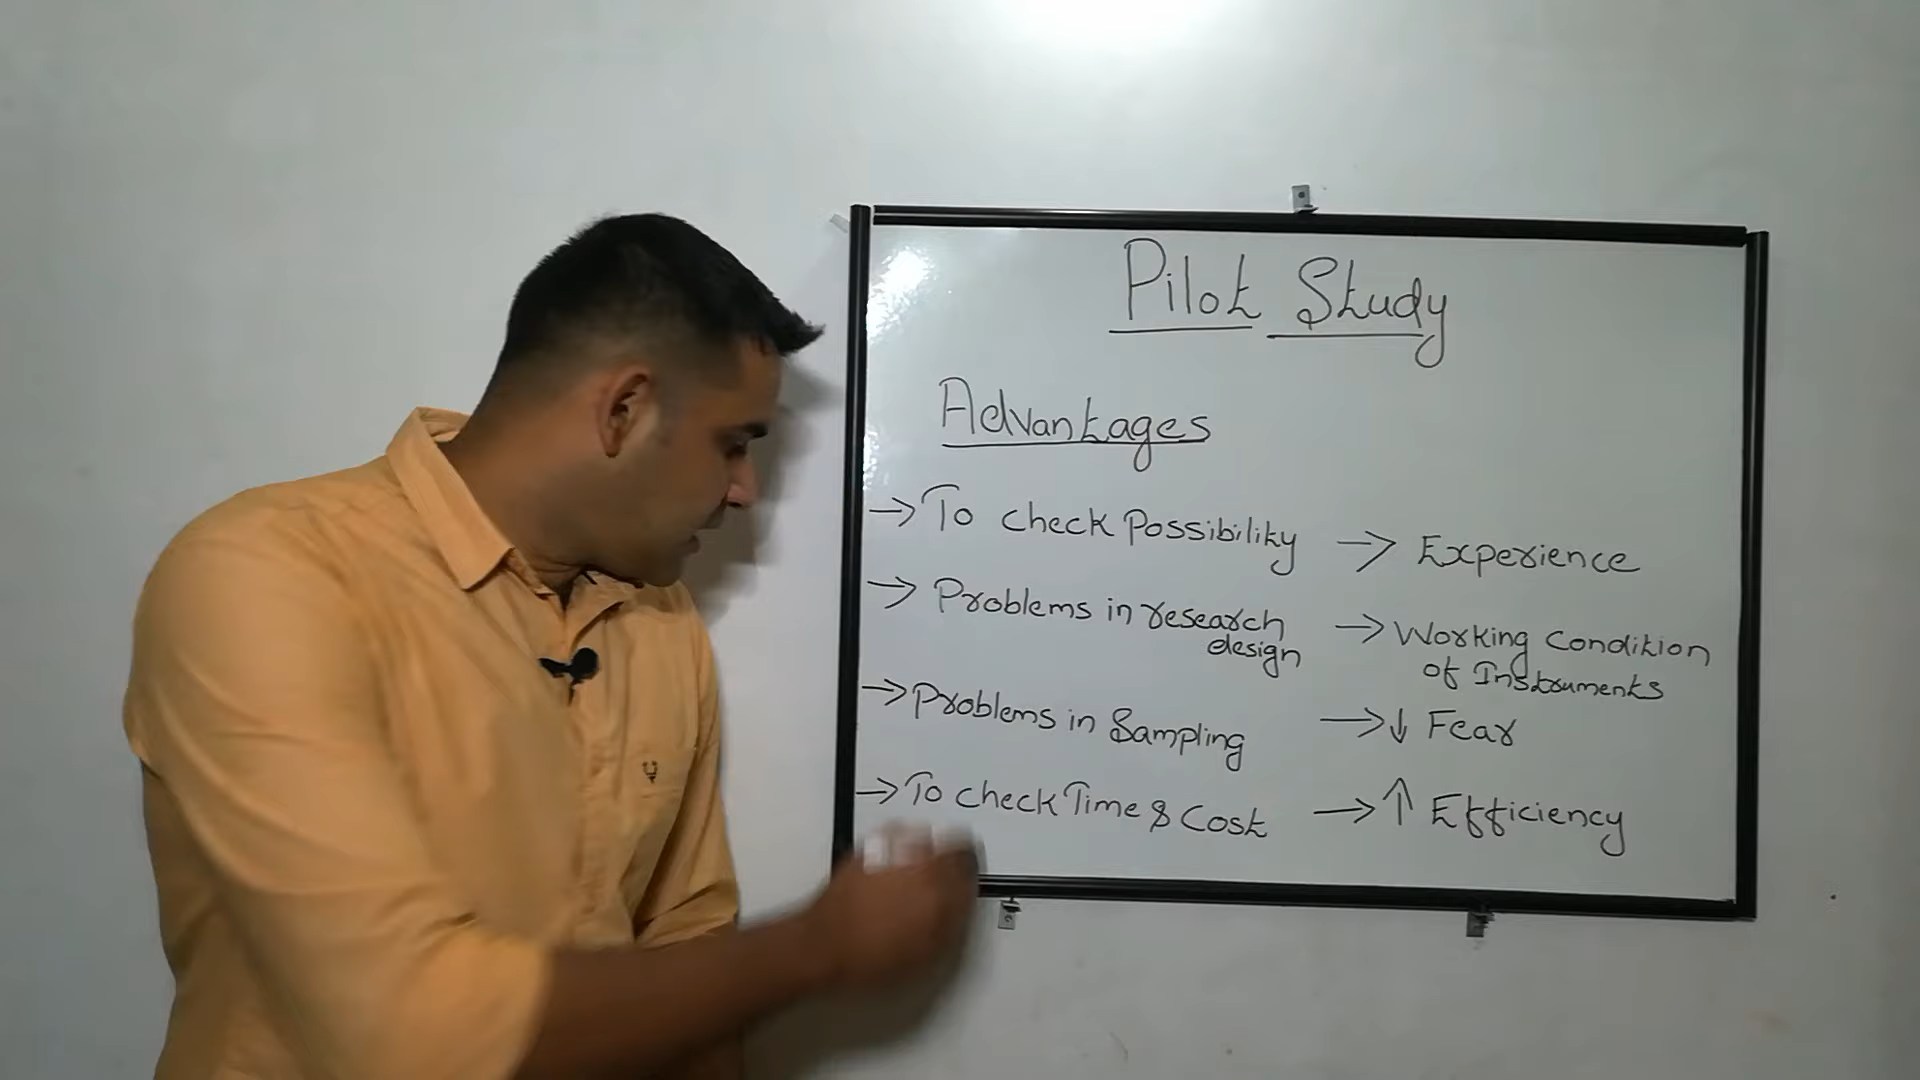 Pilot Study
Advantages
→ To check Possibility
→ Problems in research
design
→ Problems in Sampling
→ To check Time & Cost
→ Experience
→ Working Condition
of Instruments
→ ↓ Fear
→ ↑ Efficiency